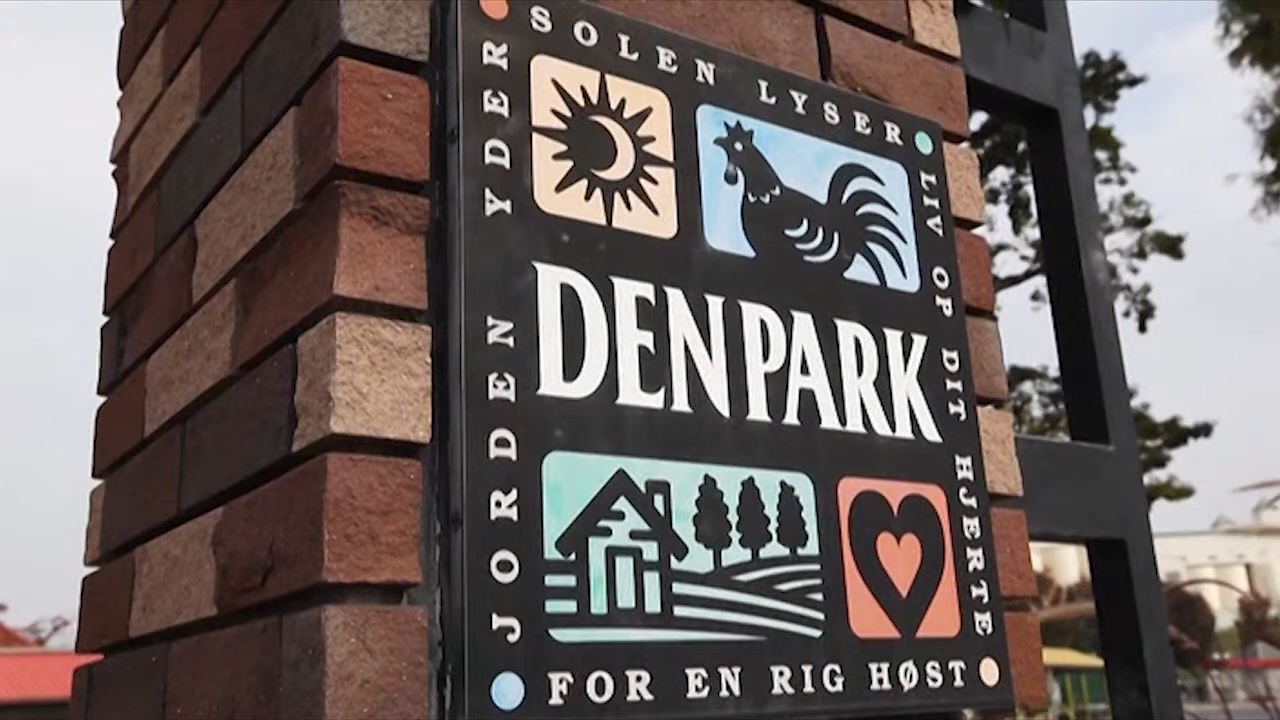 SOLEN LYSER
LIV OP DIT HJERTE
JORDEN YDER
DENPARK
FOR EN RIG HØST